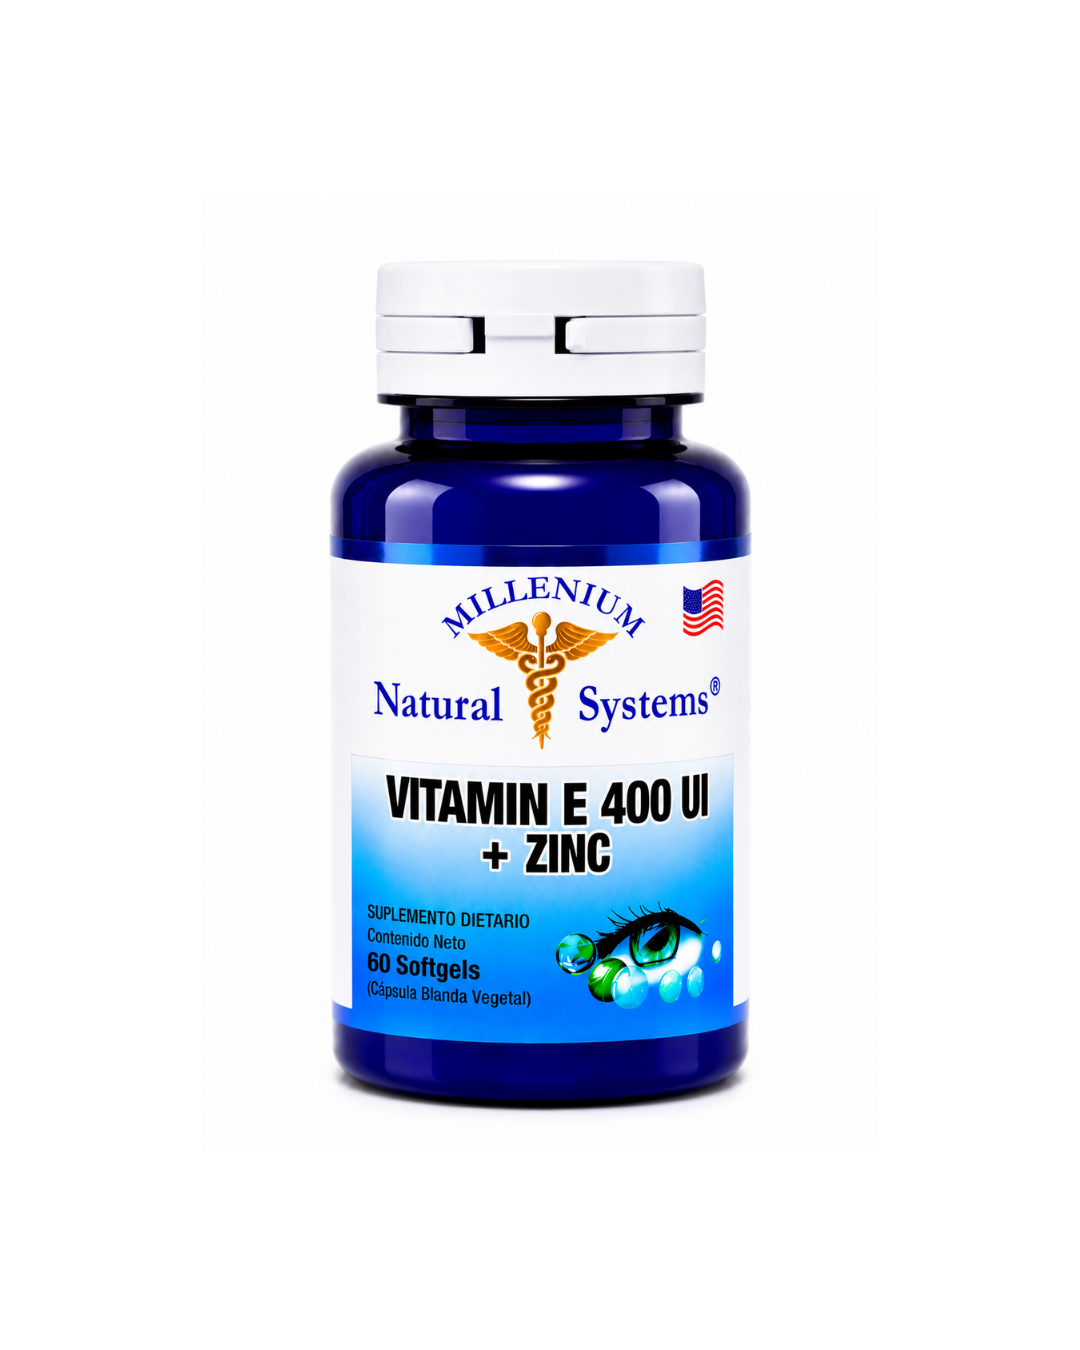 MILLENIUM
Natural Systems®
VITAMIN E 400 UI
+ ZINC
SUPLEMENTO DIETARIO
Contenido Neto
60 Softgels
(Cápsula Blanda Vegetal)